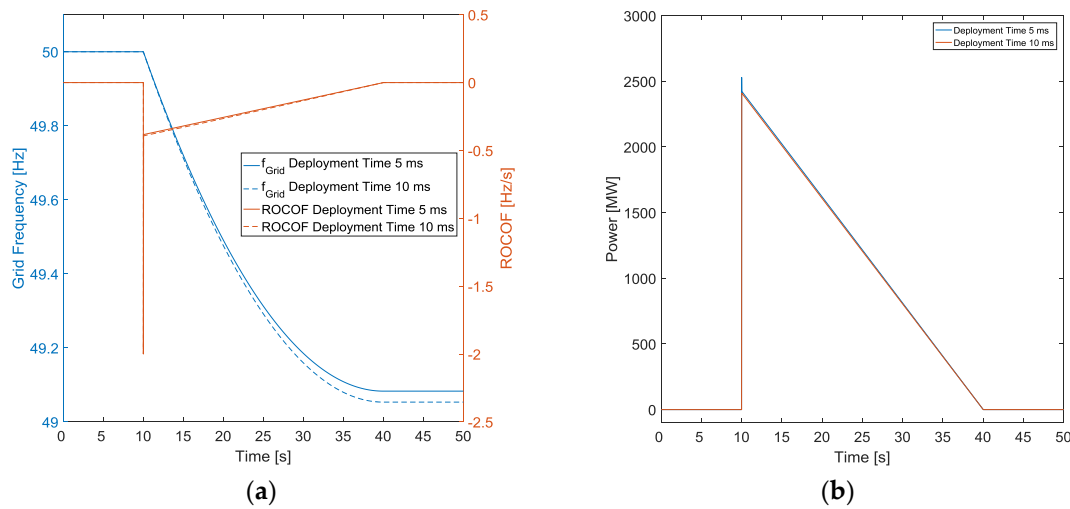 0.5
50
0
49.8
-0.5
49.6
-1
49.4
-1.5
49.2
-2
49
-2.5
Grid Frequency [Hz]
ROCOF [Hz/s]
f_Grid Deployment Time 5 ms
f_Grid Deployment Time 10 ms
ROCOF Deployment Time 5 ms
ROCOF Deployment Time 10 ms
0 5 10 15 20 25 30 35 40 45 50
Time [s]
(a)
3000
2500
2000
1500
1000
500
0
Power [MW]
Deployment Time 5 ms
Deployment Time 10 ms
0 5 10 15 20 25 30 35 40 45 50
Time [s]
(b)